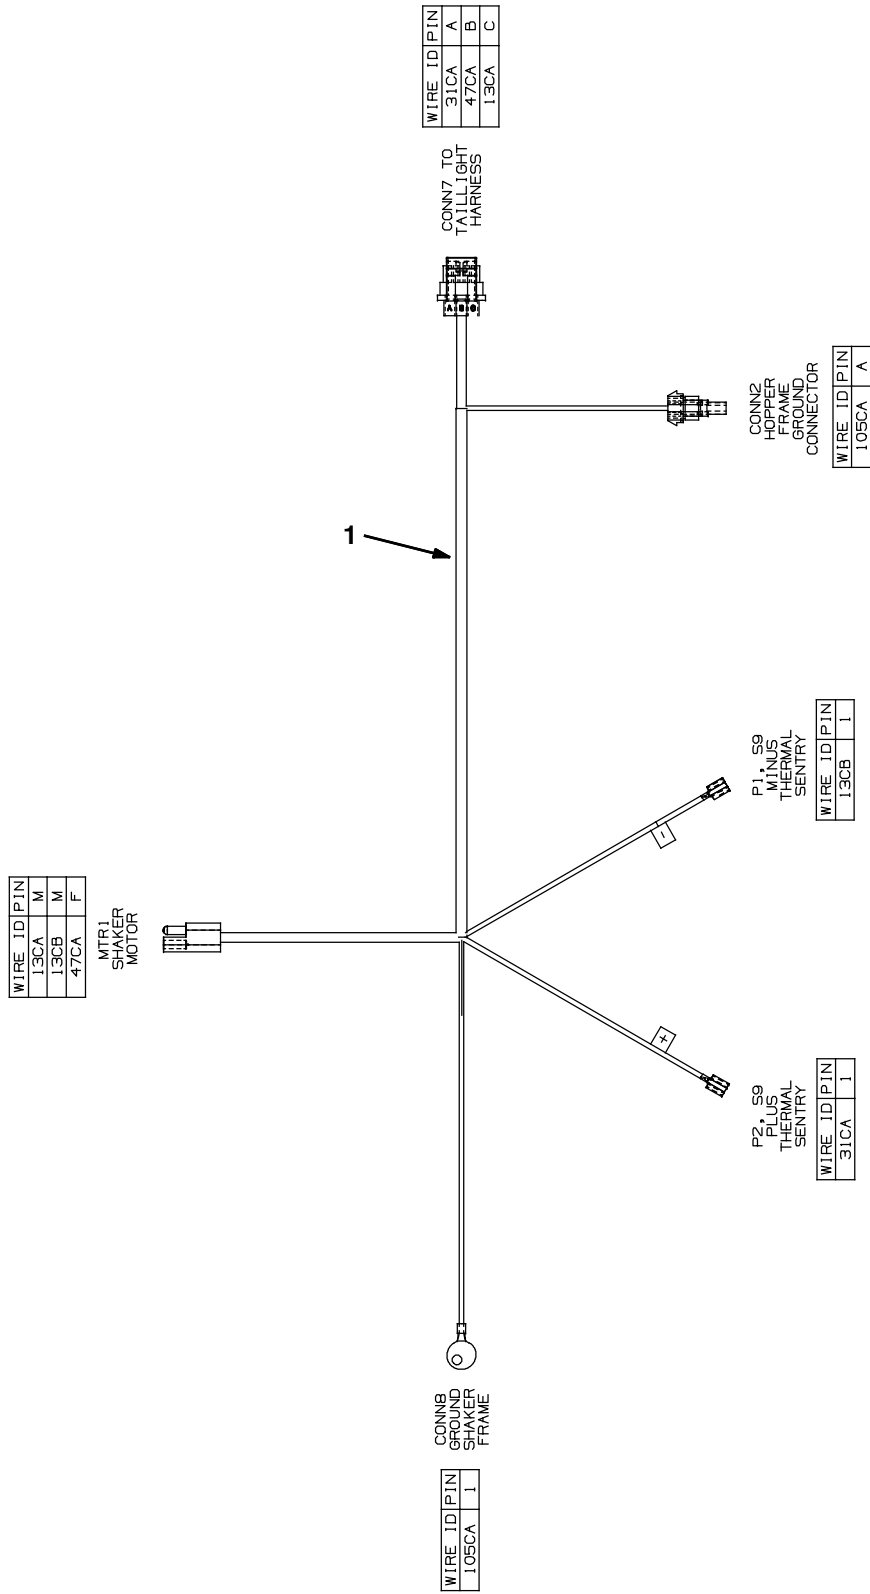 WIRE ID PIN
31CA A
47CA B
13CA C
CONN7 TO
TAILLIGHT
HARNESS
A B C
CONN2
HOPPER
FRAME
GROUND
CONNECTOR
WIRE ID PIN
105CA A
1
P1, S9
MINUS
THERMAL
SENTRY
WIRE ID PIN
13CB 1
-
WIRE ID PIN
13CA M
13CB M
47CA F
MTR1
SHAKER
MOTOR
+
P2, S9
PLUS
THERMAL
SENTRY
WIRE ID PIN
31CA 1
CONN8
GROUND
SHAKER
FRAME
WIRE ID PIN
105CA 1